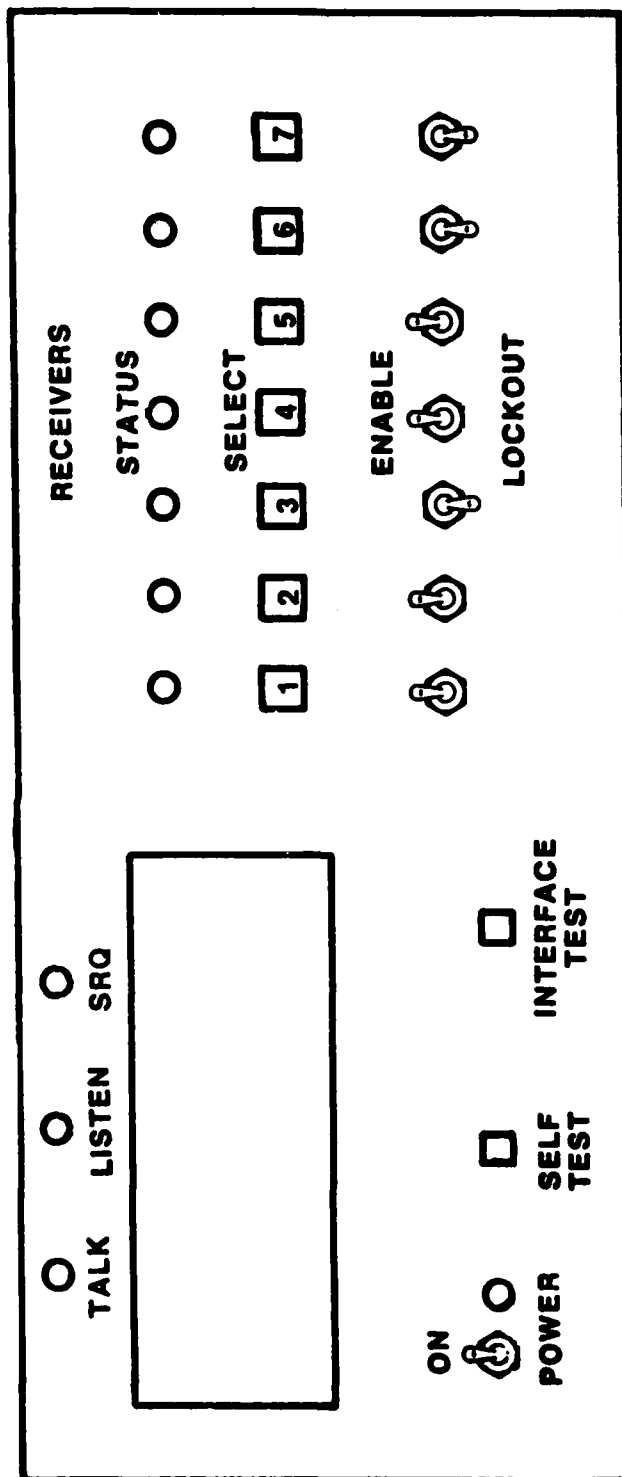 TALK LISTEN SRQ
ON
POWER
SELF
TEST
INTERFACE
TEST
RECEIVERS
STATUS
SELECT
1 2 3 4 5 6 7
ENABLE
LOCKOUT